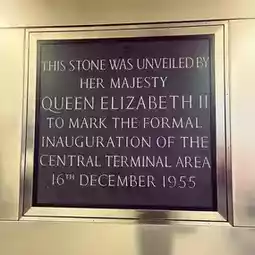 THIS STONE WAS UNVEILED BY
HER MAJESTY
QUEEN ELIZABETH II
TO MARK THE FORMAL
INAUGURATION OF THE
CENTRAL TERMINAL AREA
16TH DECEMBER 1955